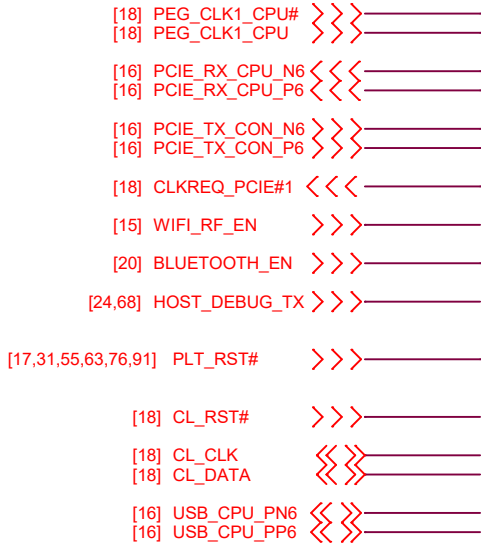 [18] PEG_CLK1_CPU#
[18] PEG_CLK1_CPU
[16] PCIE_RX_CPU_N6
[16] PCIE_RX_CPU_P6
[16] PCIE_TX_CON_N6
[16] PCIE_TX_CON_P6
[18] CLKREQ_PCIE#1
[15] WIFI_RF_EN
[20] BLUETOOTH_EN
[24,68] HOST_DEBUG_TX
[17,31,55,63,76,91] PLT_RST#
[18] CL_RST#
[18] CL_CLK
[18] CL_DATA
[16] USB_CPU_PN6
[16] USB_CPU_PP6